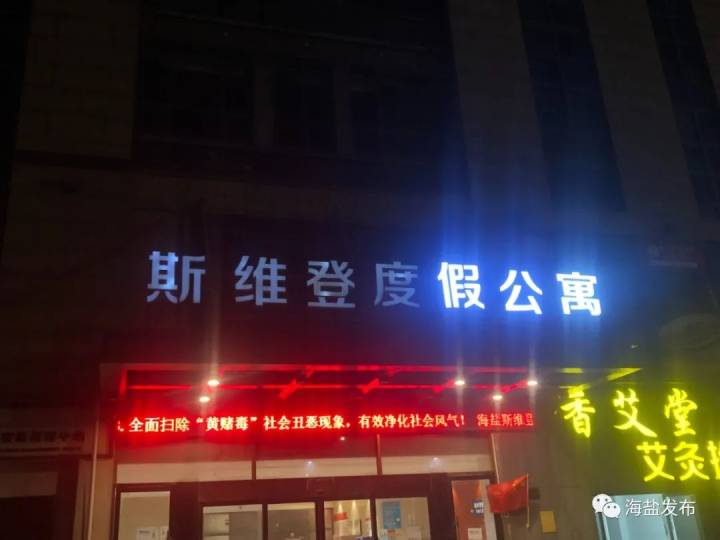 斯维登度假公寓
全面扫除“黄赌毒”社会丑恶现象，有效净化社会风气！ 海盐斯维登
香艾堂
艾灸
海盐发布